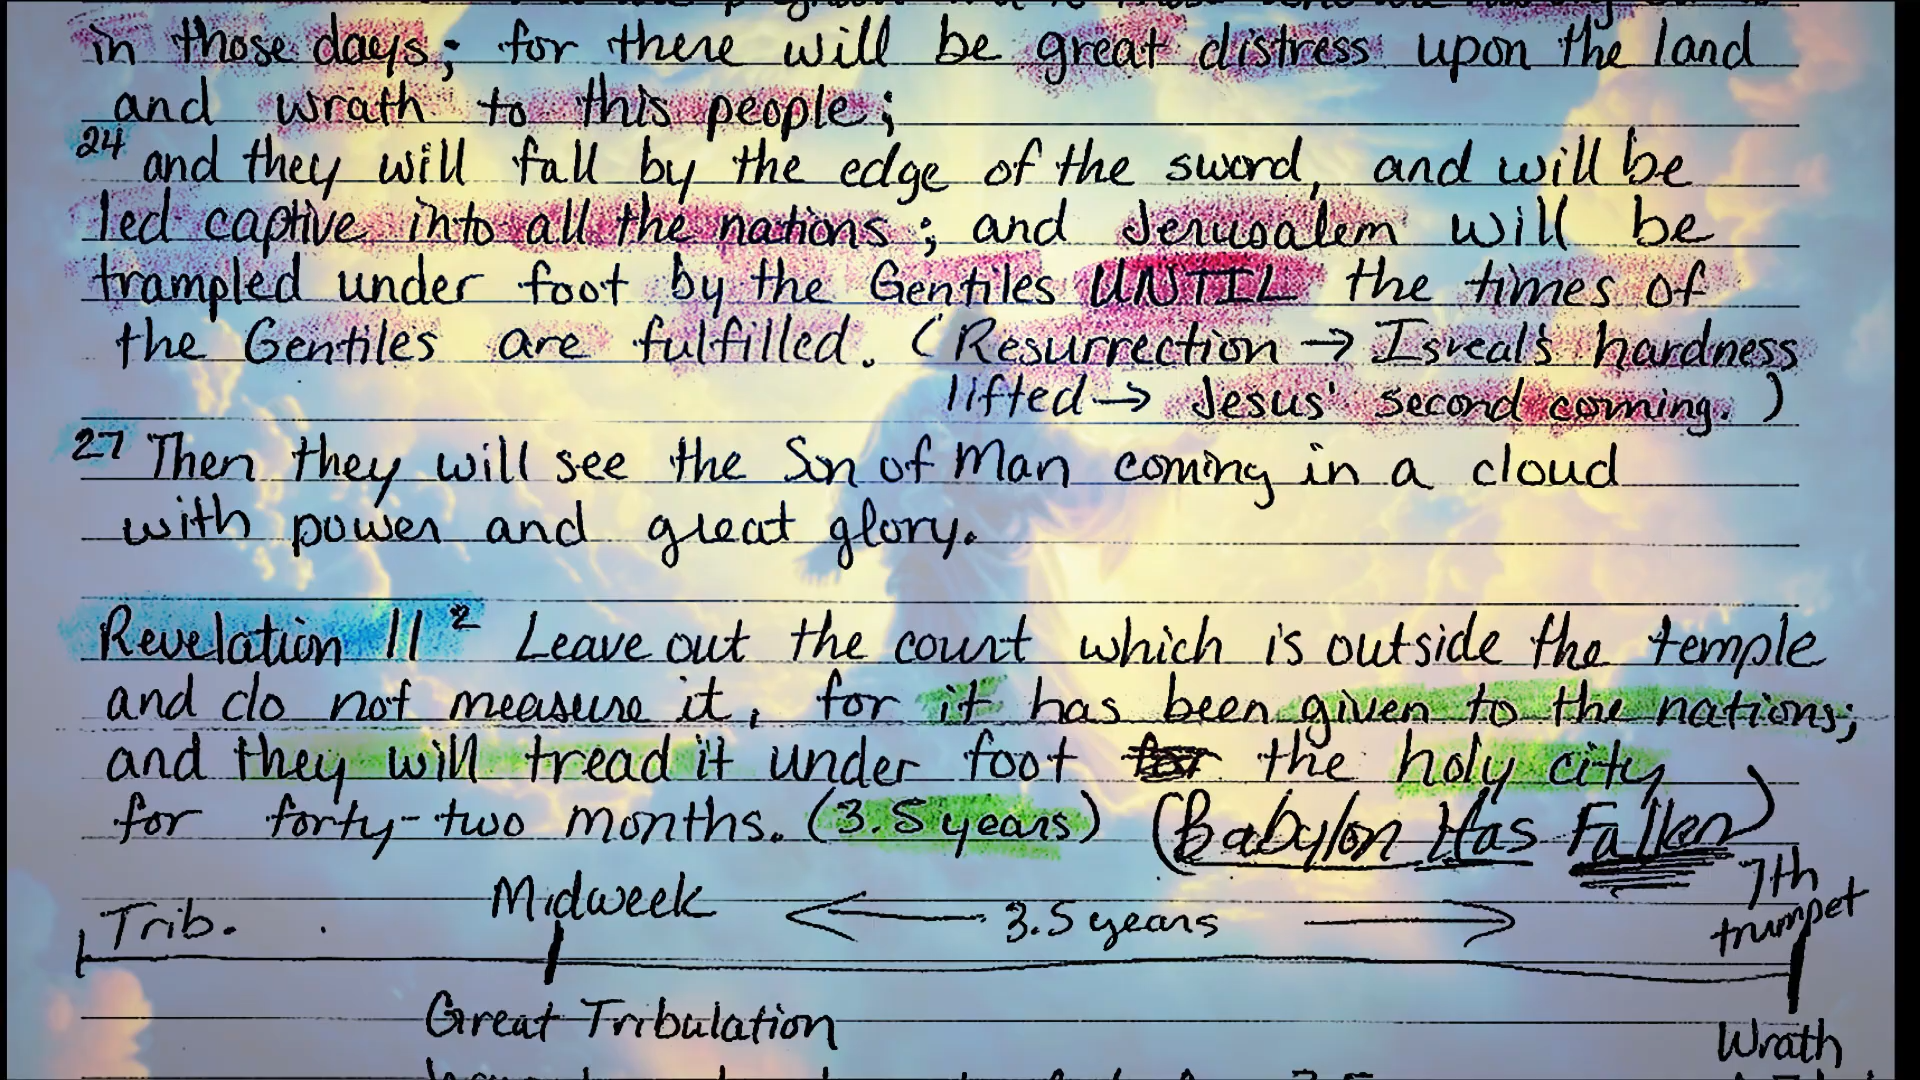 in those days; for there will be great distress upon the land
and wrath to this people;
24 and they will fall by the edge of the sword, and will be
led captive into all the nations; and Jerusalem will be
trampled under foot by the Gentiles UNTIL the times of
the Gentiles are fulfilled. (Resurrection → Isreal's hardness
lifted → Jesus' second coming.)
27 Then they will see the Son of Man coming in a cloud
with power and great glory.
Revelation 11 2 Leave out the court which is outside the temple
and do not measure it, for it has been given to the nations;
and they will tread it under foot the holy city
for forty-two months. (3.5 years) (Babylon Has Fallen)
Trib. Midweek ← 3.5 years → 7th
trumpet
Great Tribulation
Wrath